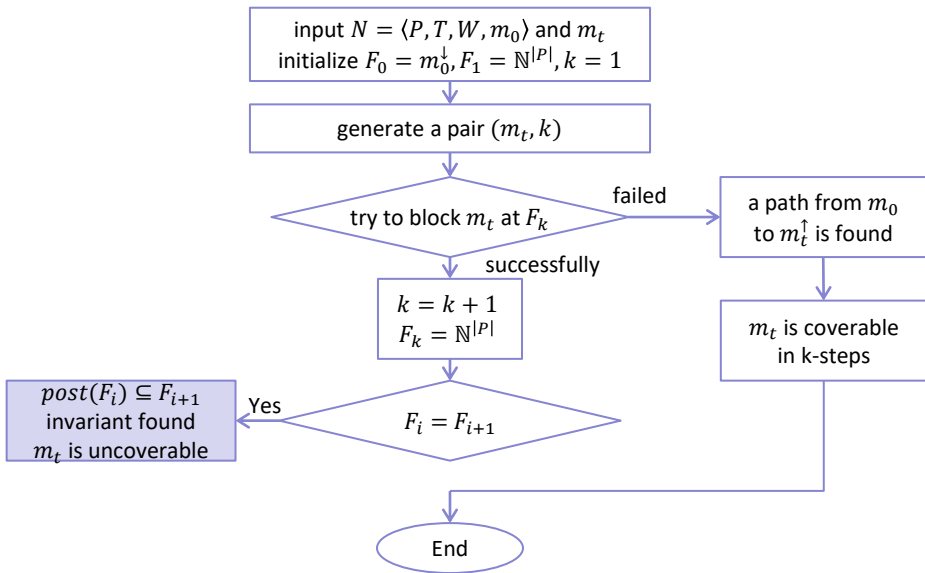 input N = ⟨P, T, W, m₀⟩ and mₜ
initialize F₀ = m₀↓, F₁ = ℕ^|P|, k = 1
generate a pair (mₜ, k)
try to block mₜ at Fₖ
failed
a path from m₀
to mₜ↑ is found
successfully
k = k + 1
Fₖ = ℕ^|P|
mₜ is coverable
in k-steps
post(Fᵢ) ⊆ Fᵢ₊₁
invariant found
mₜ is uncoverable
Yes
Fᵢ = Fᵢ₊₁
End